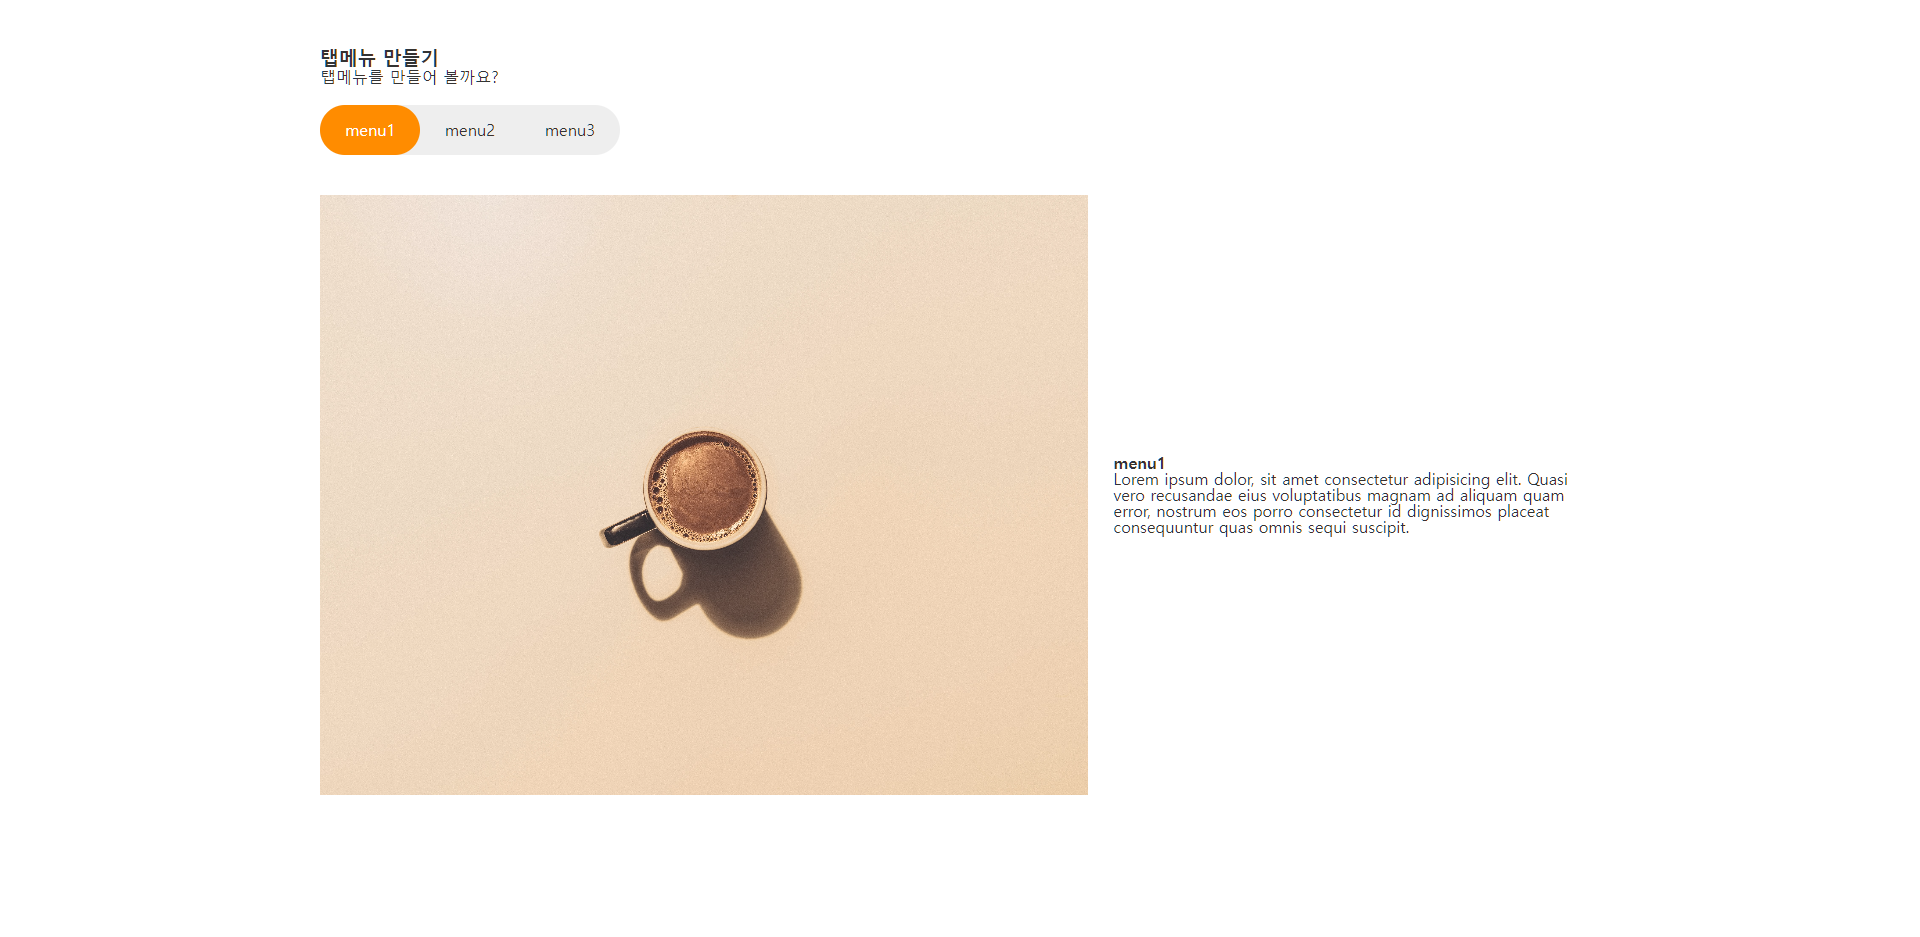 탭메뉴 만들기
탭메뉴를 만들어 볼까요?
menu1 menu2 menu3
menu1
Lorem ipsum dolor, sit amet consectetur adipisicing elit. Quasi
vero recusandae eius voluptatibus magnam ad aliquam quam
error, nostrum eos porro consectetur id dignissimos placeat
consequuntur quas omnis sequi suscipit.